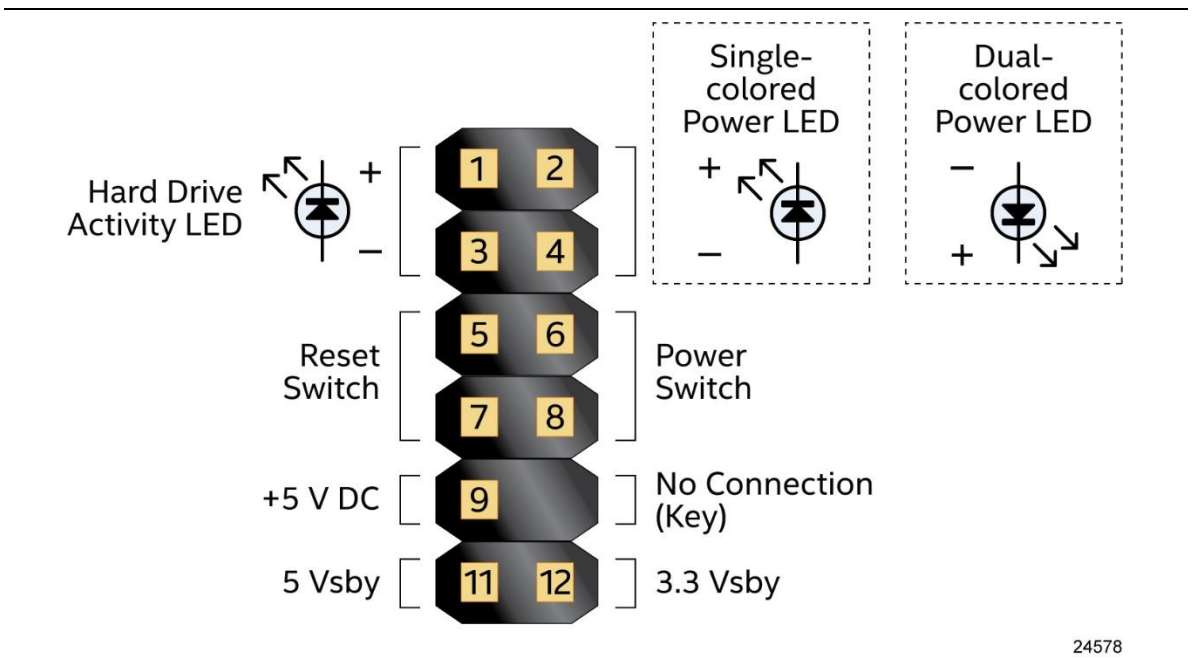 Single-
colored
Power LED
Dual-
colored
Power LED
Hard Drive
Activity LED
+
−
1 2
3 4
+
−
−
+
Reset
Switch
5 6
7 8
Power
Switch
+5 V DC
9
No Connection
(Key)
5 Vsby
11 12
3.3 Vsby
24578